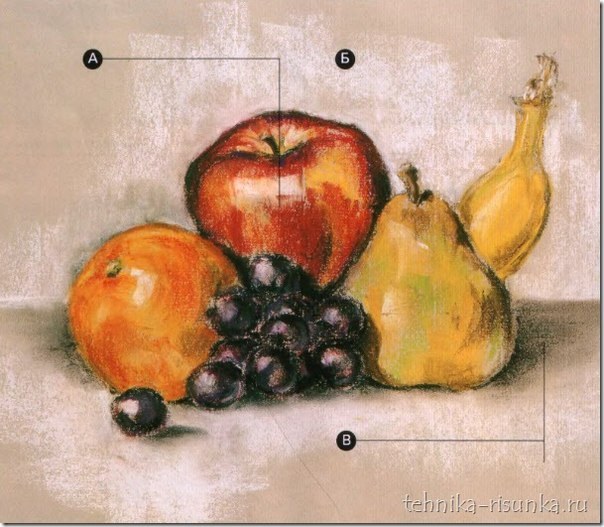 А
Б
В
tehnika-risunka.ru